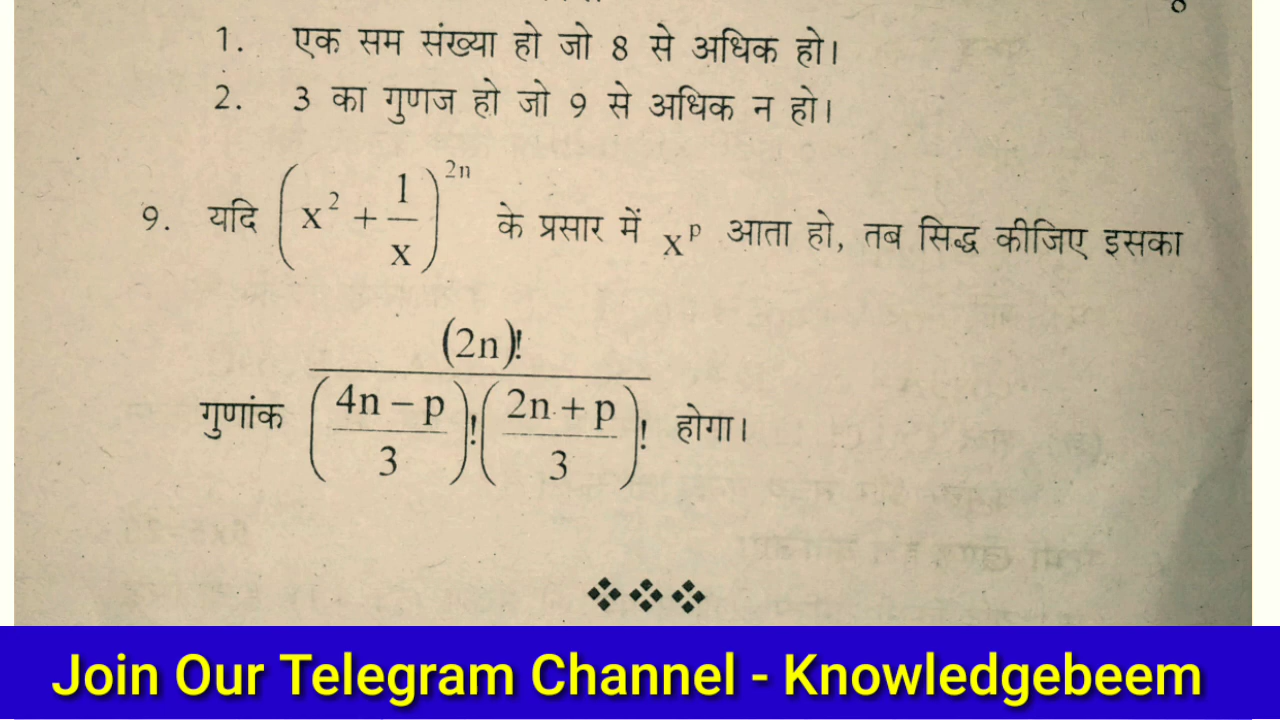 1. एक सम संख्या हो जो 8 से अधिक हो।
2. 3 का गुणज हो जो 9 से अधिक न हो।
9. यदि (x² + 1/x)²ⁿ के प्रसार में xᵖ आता हो, तब सिद्ध कीजिए इसका
गुणांक (2n)! / ((4n − p)/3)! ((2n + p)/3)! होगा।
Join Our Telegram Channel - Knowledgebeem